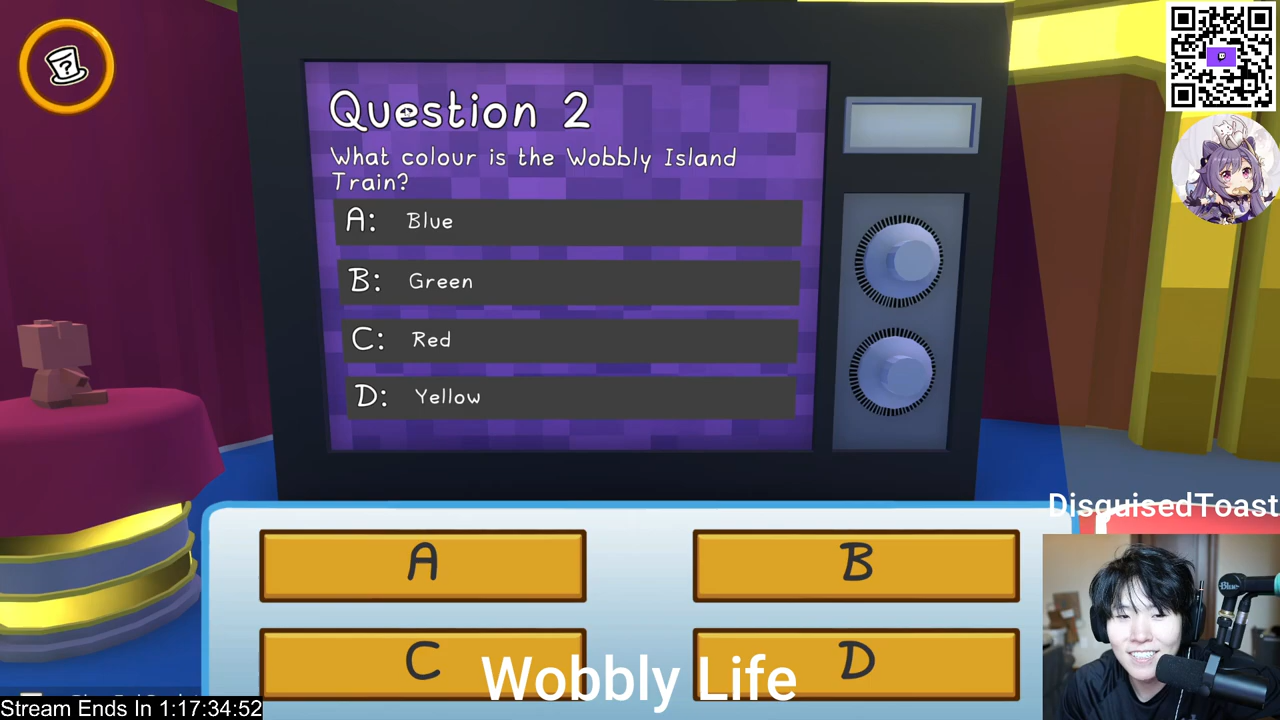 ?
Question 2
What colour is the Wobbly Island
Train?
A: Blue
B: Green
C: Red
D: Yellow
DisguisedToast
A
B
C
D
Wobbly Life
Blue
Stream Ends In 1:17:34:52